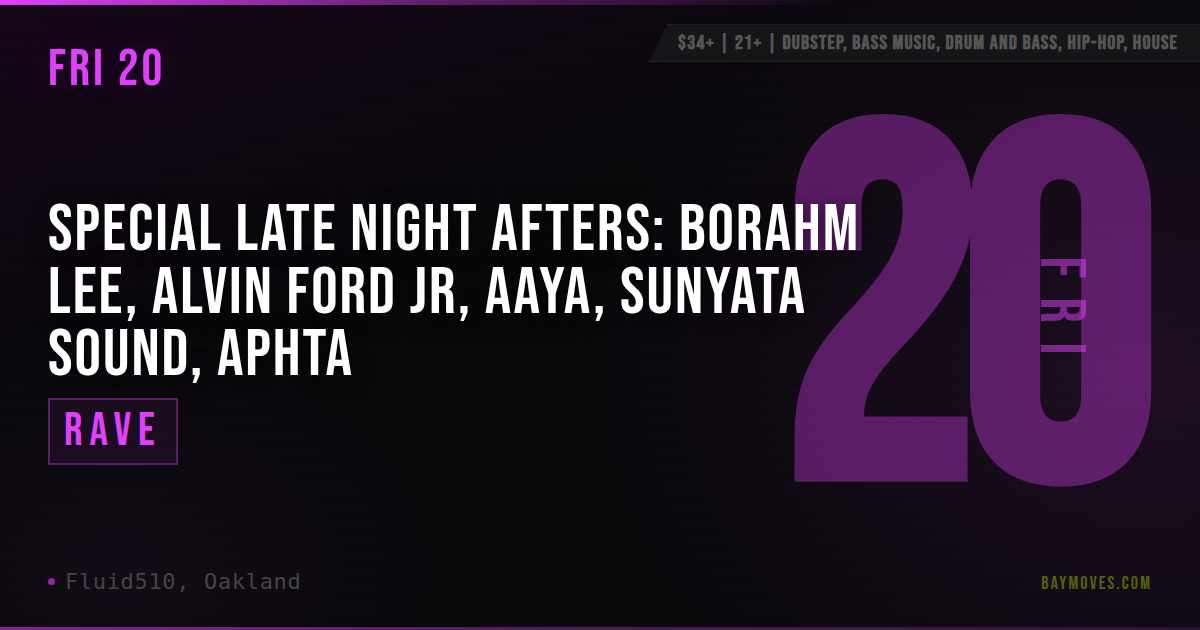 $34+ | 21+ | DUBSTEP, BASS MUSIC, DRUM AND BASS, HIP-HOP, HOUSE
FRI 20
20
FRI
SPECIAL LATE NIGHT AFTERS: BORAHM
LEE, ALVIN FORD JR, AAYA, SUNYATA
SOUND, APHTA
RAVE
Fluid510, Oakland
BAYMOVES.COM